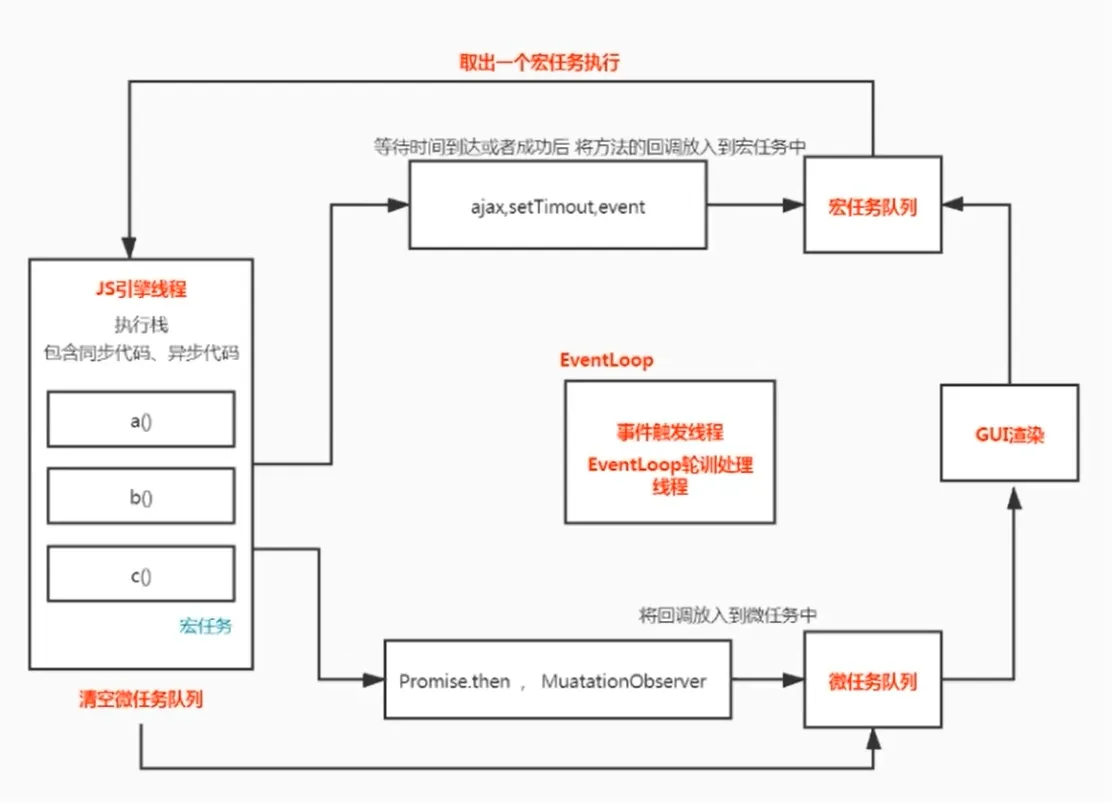 取出一个宏任务执行
等待时间到达或者成功后 将方法的回调放入到宏任务中
ajax,setTimout,event
宏任务队列
JS引擎线程
执行栈
包含同步代码、异步代码
a()
b()
c()
宏任务
清空微任务队列
EventLoop
事件触发线程
EventLoop轮训处理
线程
GUI渲染
将回调放入到微任务中
Promise.then ， MuatationObserver
微任务队列